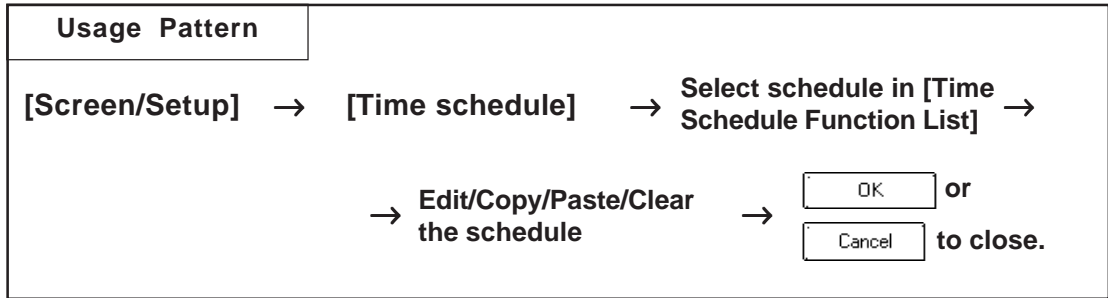 Usage Pattern
[Screen/Setup] → [Time schedule] → Select schedule in [Time
Schedule Function List] →
→ Edit/Copy/Paste/Clear
the schedule → OK or
Cancel to close.